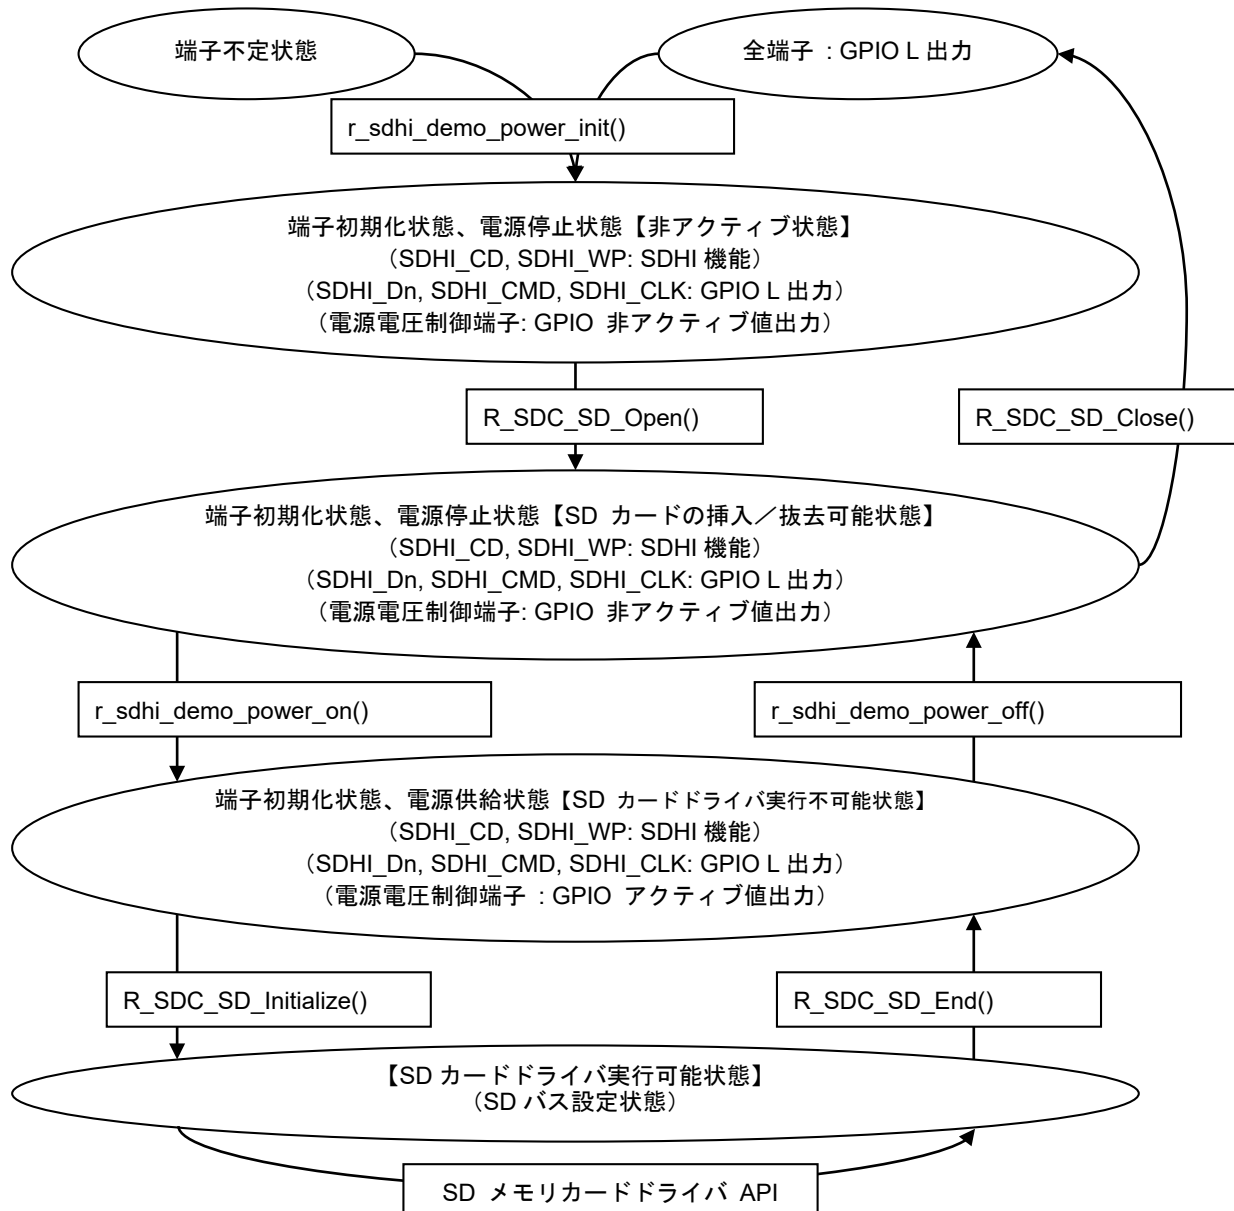 端子不定状態
全端子 : GPIO L 出力
r_sdhi_demo_power_init()
端子初期化状態、電源停止状態【非アクティブ状態】
（SDHI_CD, SDHI_WP: SDHI 機能）
（SDHI_Dn, SDHI_CMD, SDHI_CLK: GPIO L 出力）
（電源電圧制御端子: GPIO 非アクティブ値出力）
R_SDC_SD_Open()
R_SDC_SD_Close()
端子初期化状態、電源停止状態【SD カードの挿入／抜去可能状態】
（SDHI_CD, SDHI_WP: SDHI 機能）
（SDHI_Dn, SDHI_CMD, SDHI_CLK: GPIO L 出力）
（電源電圧制御端子: GPIO 非アクティブ値出力）
r_sdhi_demo_power_on()
r_sdhi_demo_power_off()
端子初期化状態、電源供給状態【SD カードドライバ実行不可能状態】
（SDHI_CD, SDHI_WP: SDHI 機能）
（SDHI_Dn, SDHI_CMD, SDHI_CLK: GPIO L 出力）
（電源電圧制御端子 : GPIO アクティブ値出力）
R_SDC_SD_Initialize()
R_SDC_SD_End()
【SD カードドライバ実行可能状態】
（SD バス設定状態）
SD メモリカードドライバ API